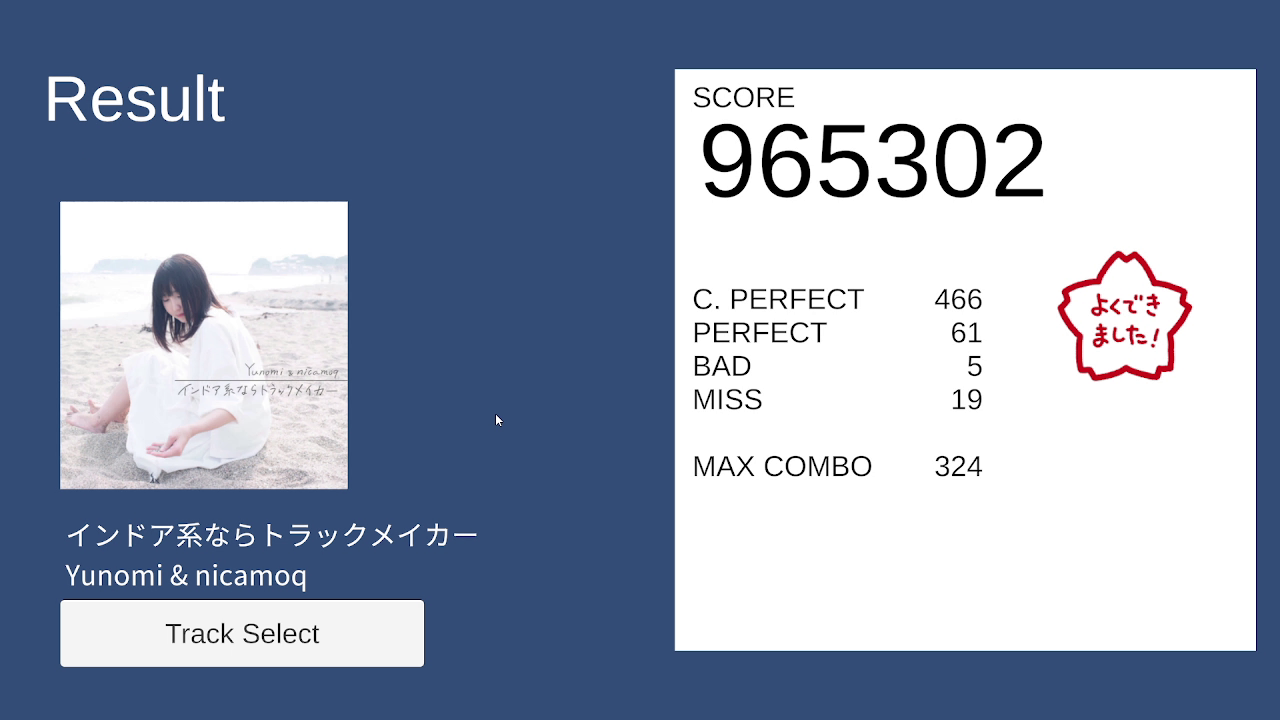 Result
Yunomi & nicamoq
インドア系ならトラックメイカー
インドア系ならトラックメイカー
Yunomi & nicamoq
Track Select
SCORE
965302
C. PERFECT 466
PERFECT 61
BAD 5
MISS 19
MAX COMBO 324
よくでき
ました!